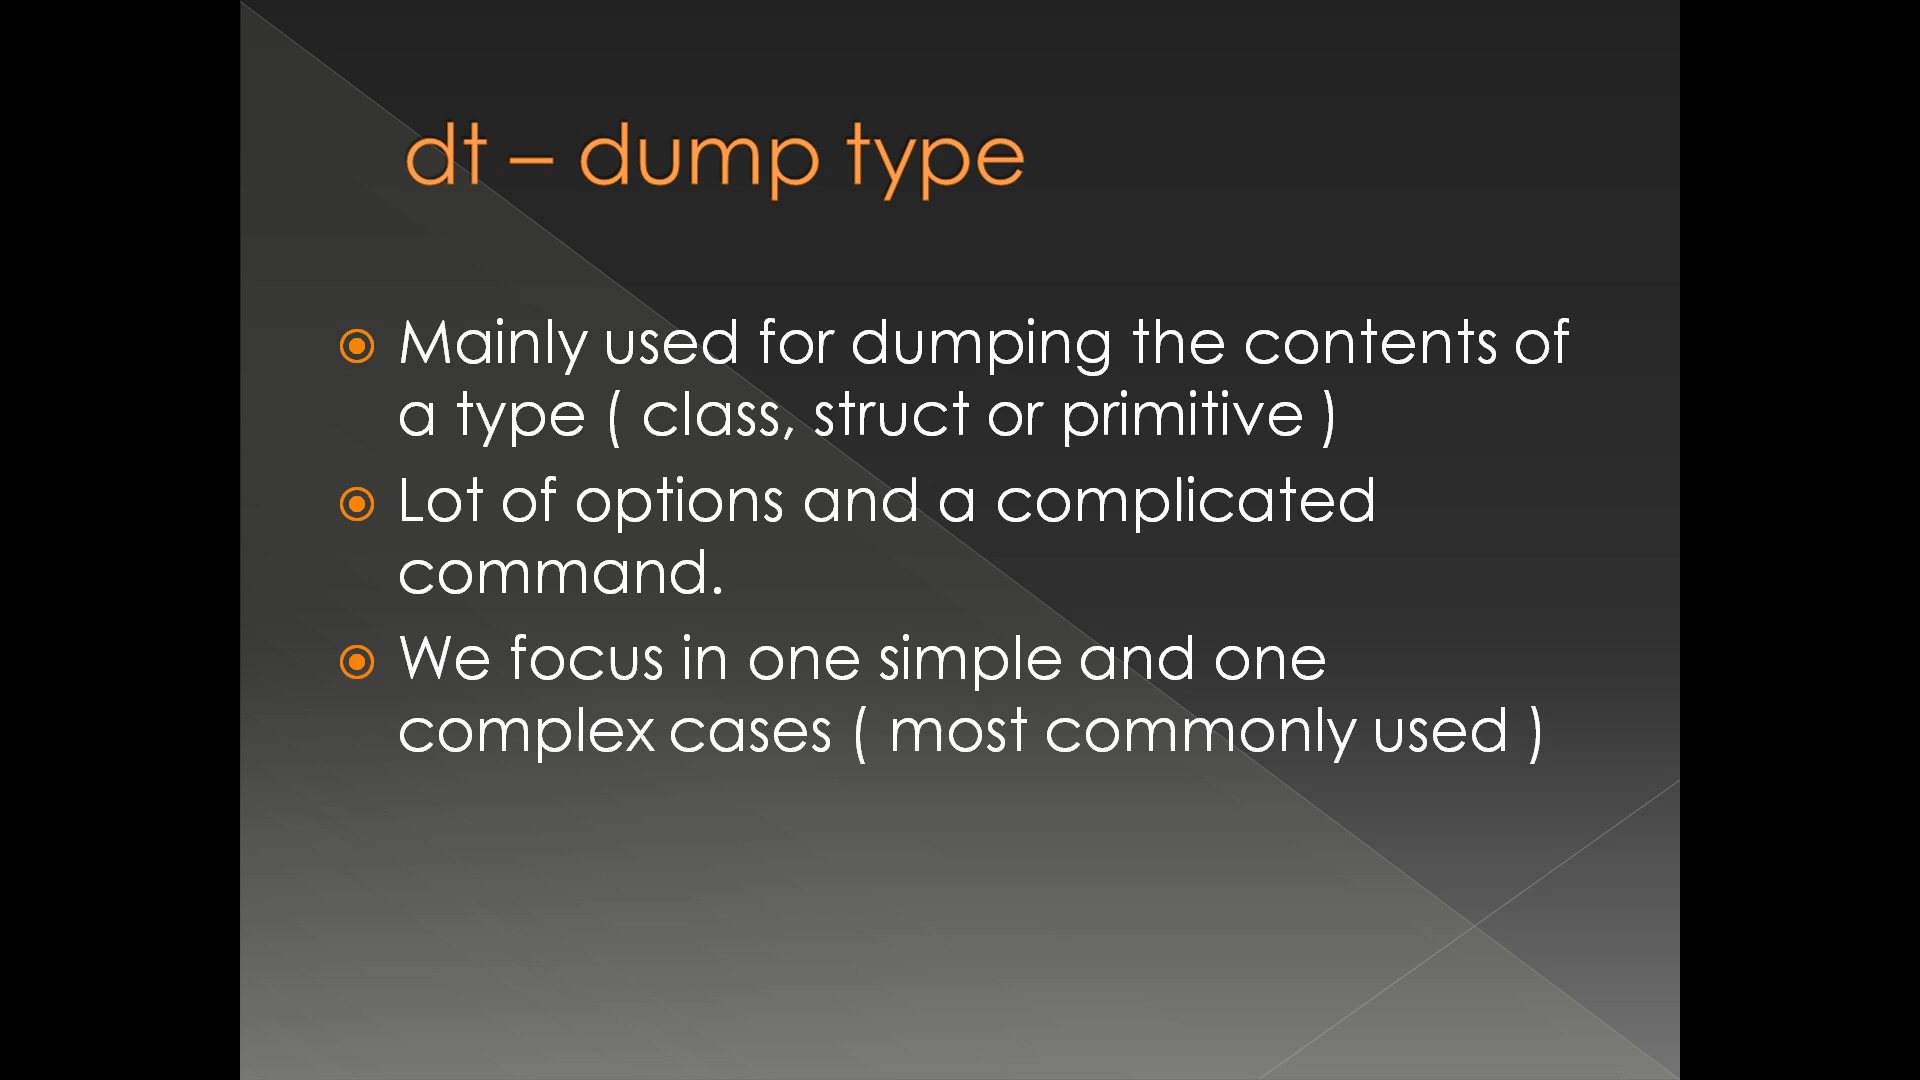 dt – dump type
Mainly used for dumping the contents of
a type ( class, struct or primitive )
Lot of options and a complicated
command.
We focus in one simple and one
complex cases ( most commonly used )